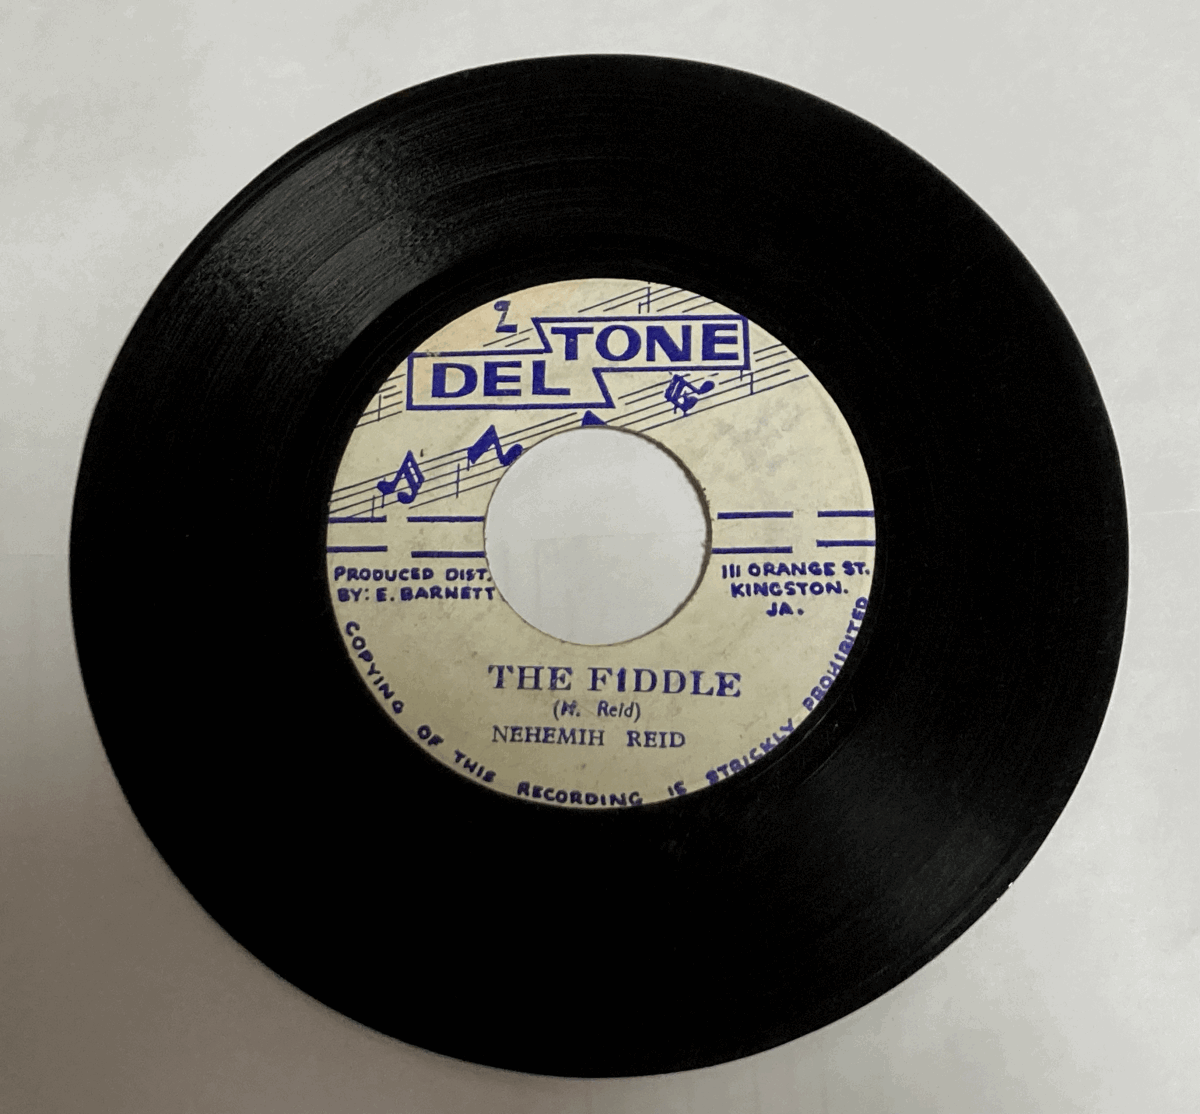 DEL TONE
PRODUCED DIST.
BY: E. BARNETT
111 ORANGE ST.
KINGSTON.
JA.
THE FIDDLE
(N. Reid)
NEHEMIH REID
COPYING OF THIS RECORDING IS STRICKLY PROHIBITED